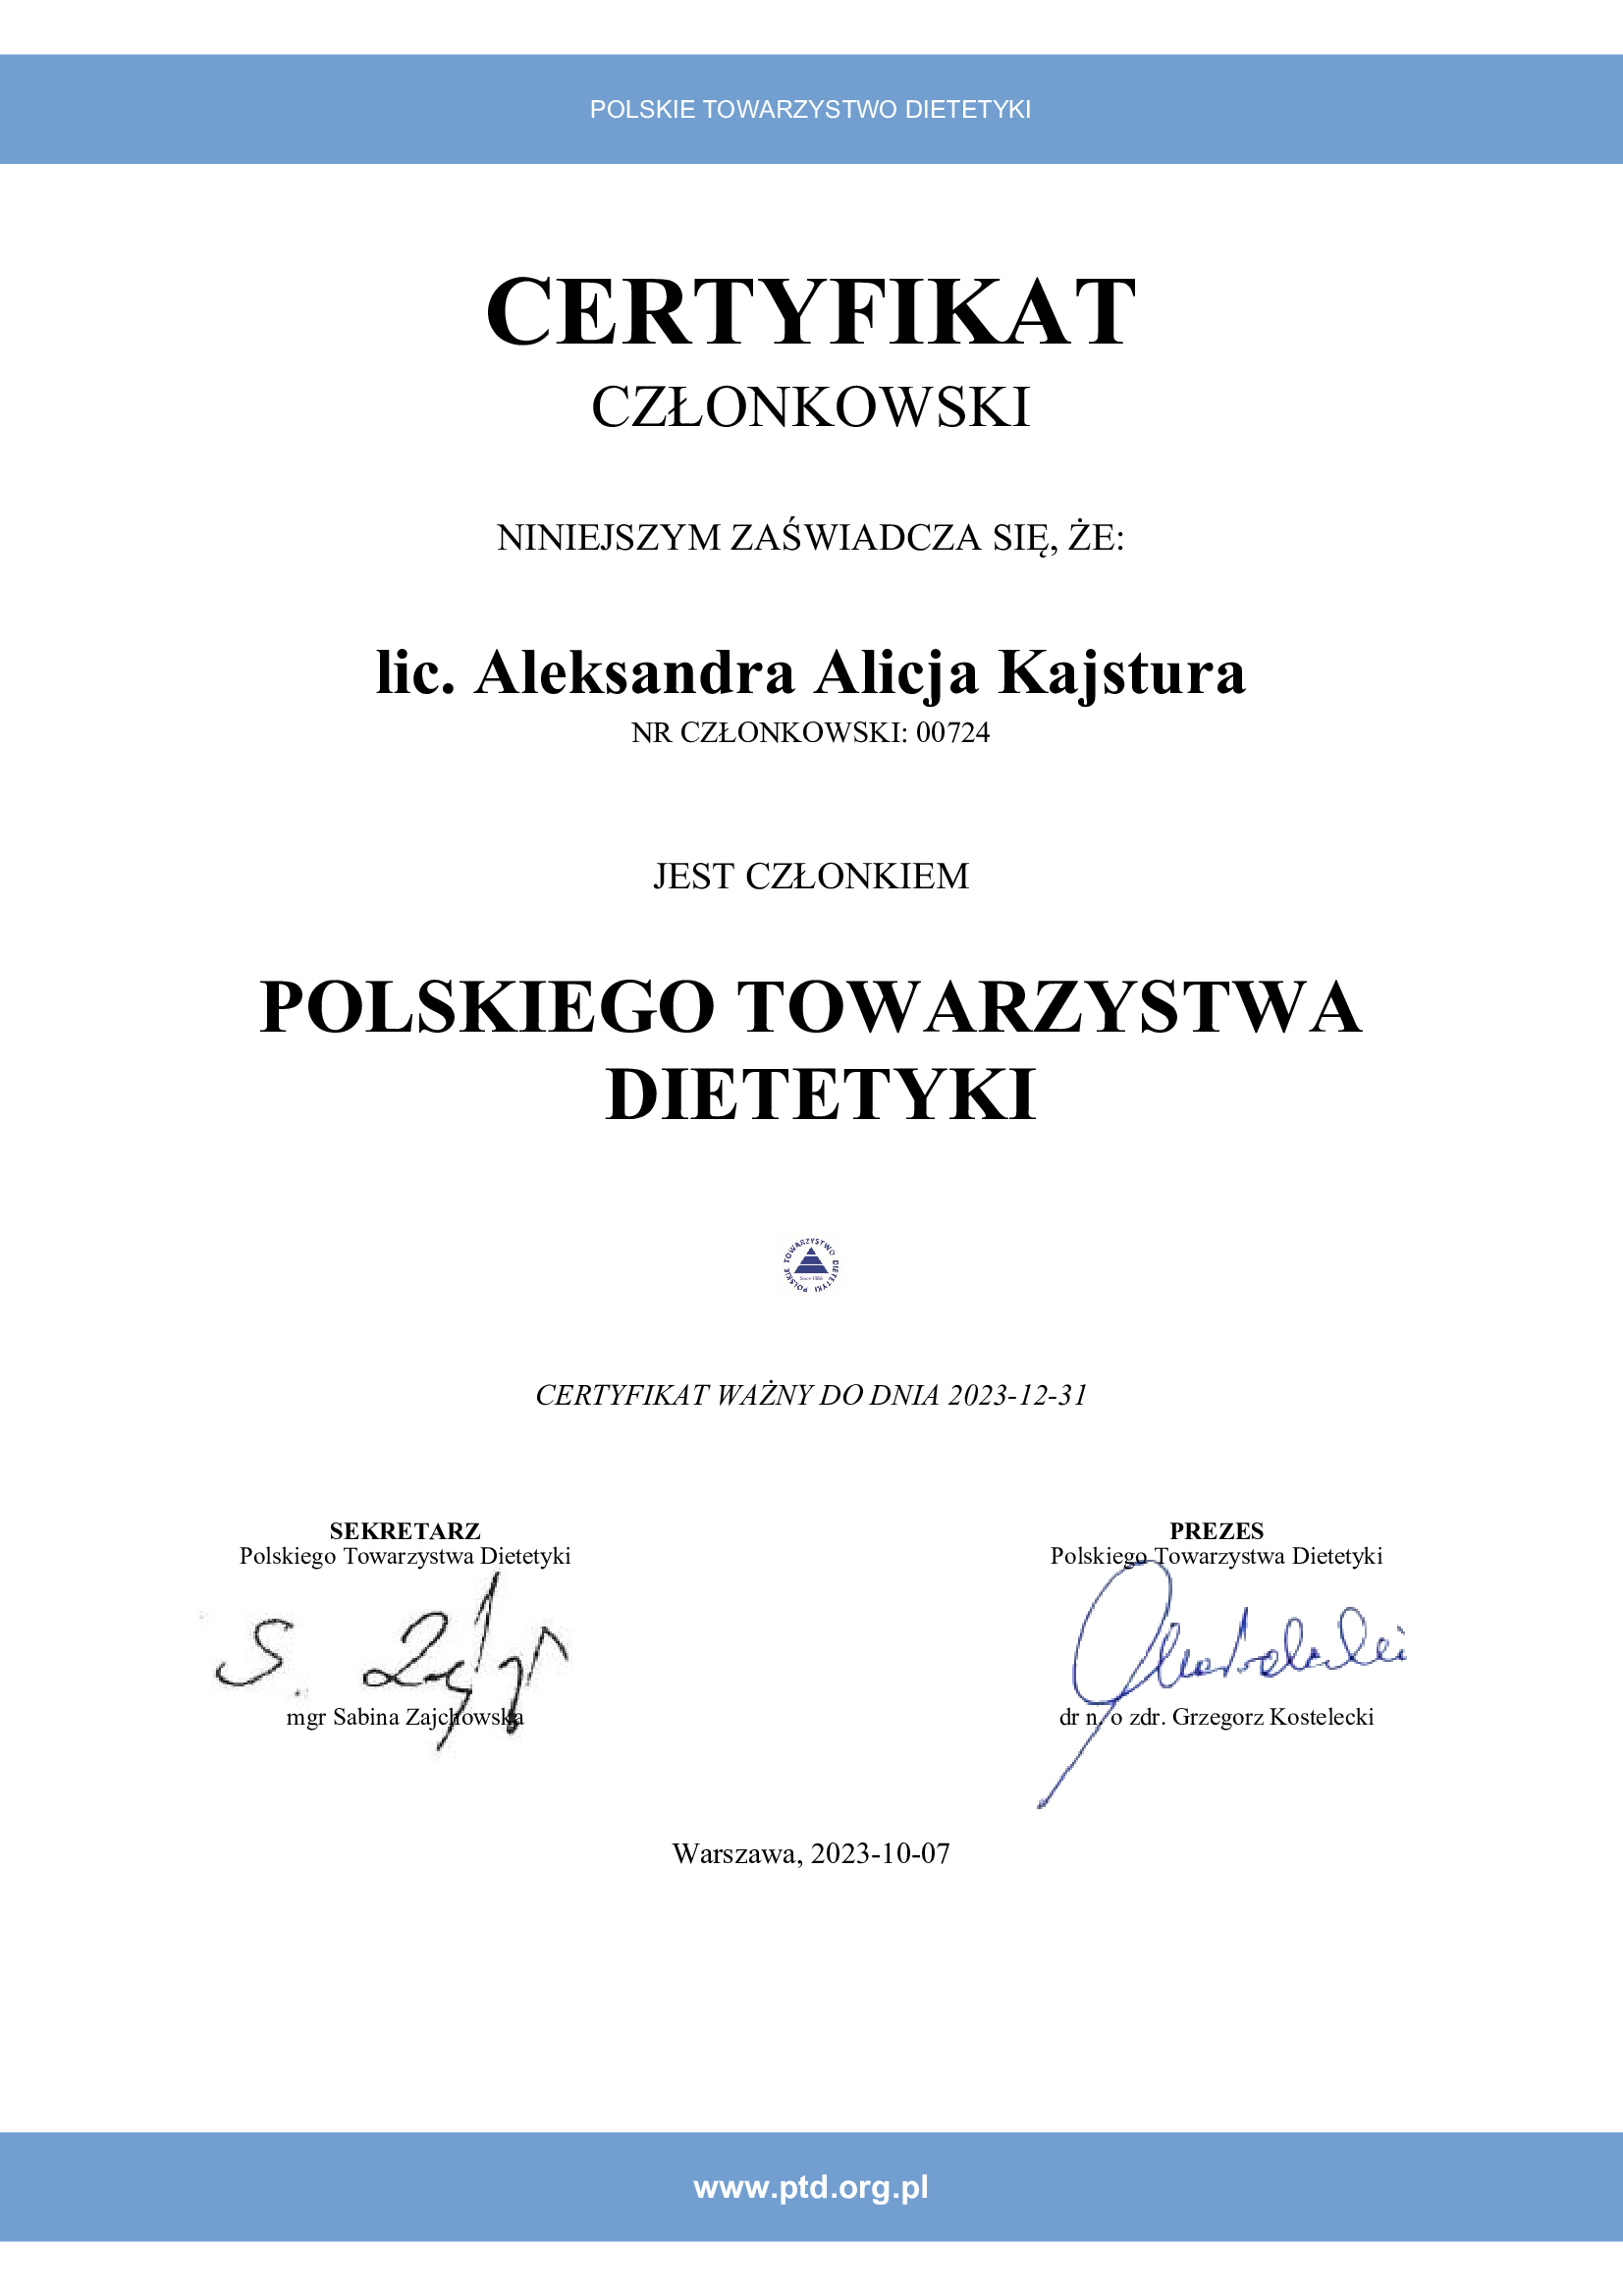 POLSKIE TOWARZYSTWO DIETETYKI
CERTYFIKAT
CZŁONKOWSKI
NINIEJSZYM ZAŚWIADCZA SIĘ, ŻE:
lic. Aleksandra Alicja Kajstura
NR CZŁONKOWSKI: 00724
JEST CZŁONKIEM
POLSKIEGO TOWARZYSTWA
DIETETYKI
POLSKIE TOWARZYSTWO DIETETYKI
CERTYFIKAT WAŻNY DO DNIA 2023-12-31
SEKRETARZ
Polskiego Towarzystwa Dietetyki
mgr Sabina Zajchowska
PREZES
Polskiego Towarzystwa Dietetyki
dr n. o zdr. Grzegorz Kostelecki
Warszawa, 2023-10-07
www.ptd.org.pl